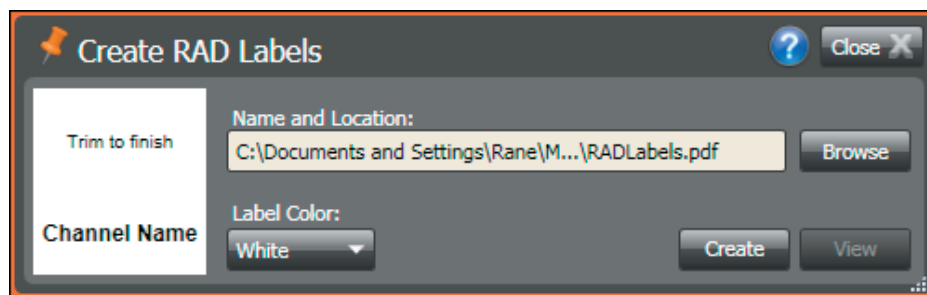 Create RAD Labels
?
Close X
Trim to finish
Channel Name
Name and Location:
C:\Documents and Settings\Rane\M...\RADLabels.pdf
Browse
Label Color:
White
Create
View